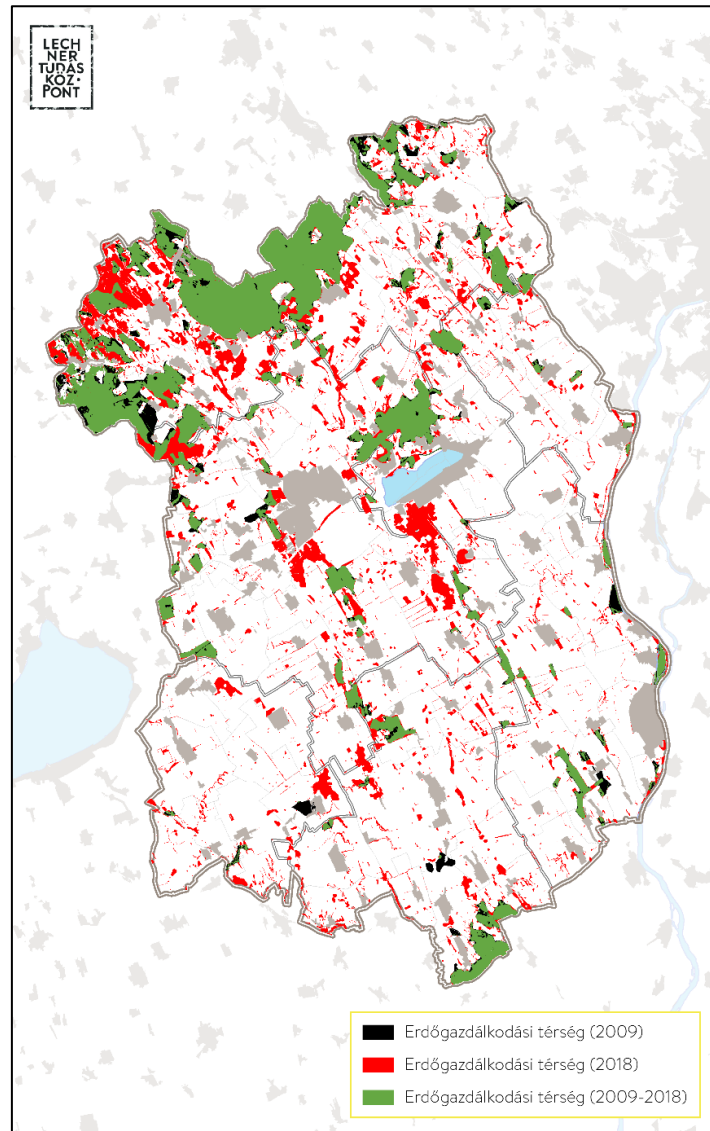 LECH
NER
TUDÁS
KÖZ•
PONT
Erdőgazdálkodási térség (2009)
Erdőgazdálkodási térség (2018)
Erdőgazdálkodási térség (2009-2018)